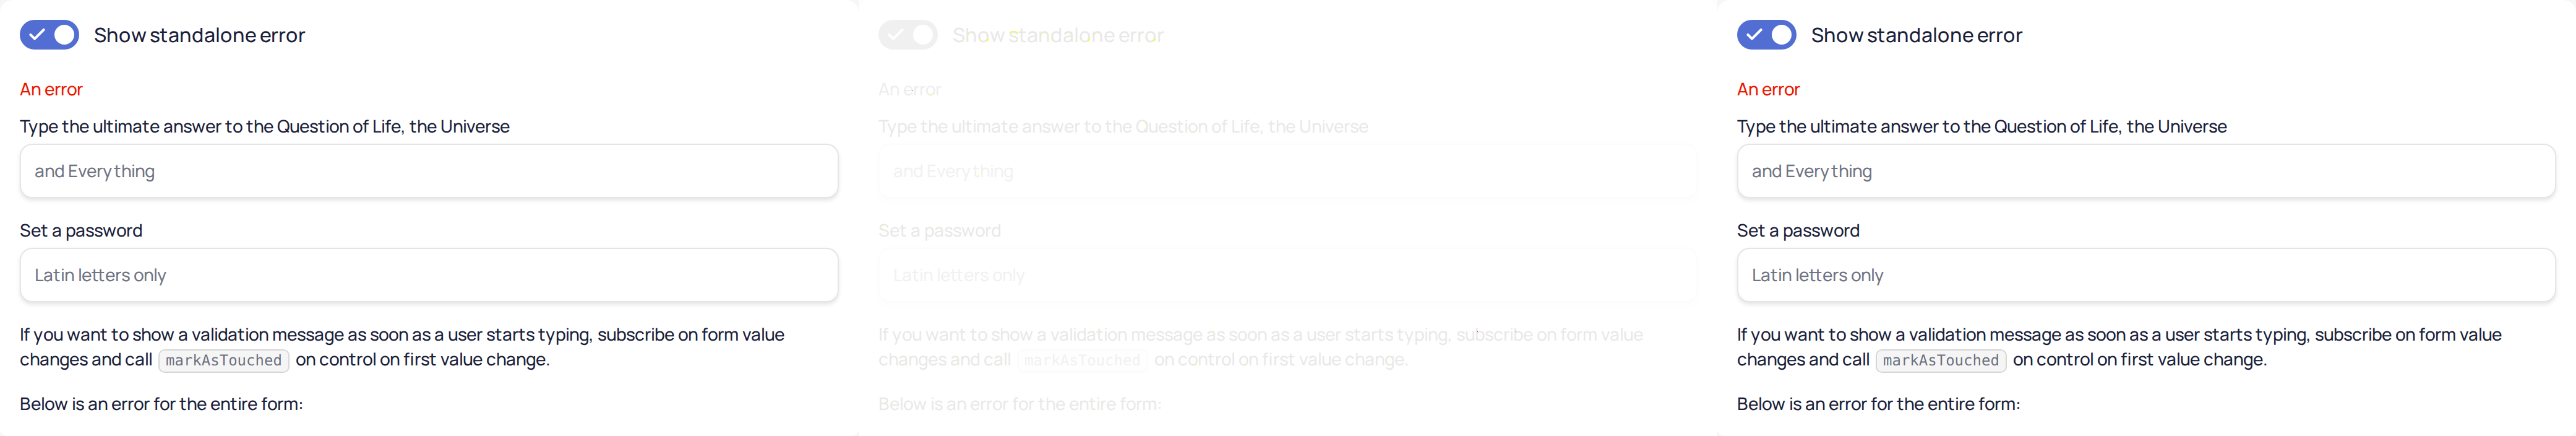 Show standalone error
An error
Type the ultimate answer to the Question of Life, the Universe
and Everything
Set a password
Latin letters only
If you want to show a validation message as soon as a user starts typing, subscribe on form value
changes and call markAsTouched on control on first value change.
Below is an error for the entire form:
Show standalone error
An error
Type the ultimate answer to the Question of Life, the Universe
and Everything
Set a password
Latin letters only
If you want to show a validation message as soon as a user starts typing, subscribe on form value
changes and call markAsTouched on control on first value change.
Below is an error for the entire form:
Show standalone error
An error
Type the ultimate answer to the Question of Life, the Universe
and Everything
Set a password
Latin letters only
If you want to show a validation message as soon as a user starts typing, subscribe on form value
changes and call markAsTouched on control on first value change.
Below is an error for the entire form: